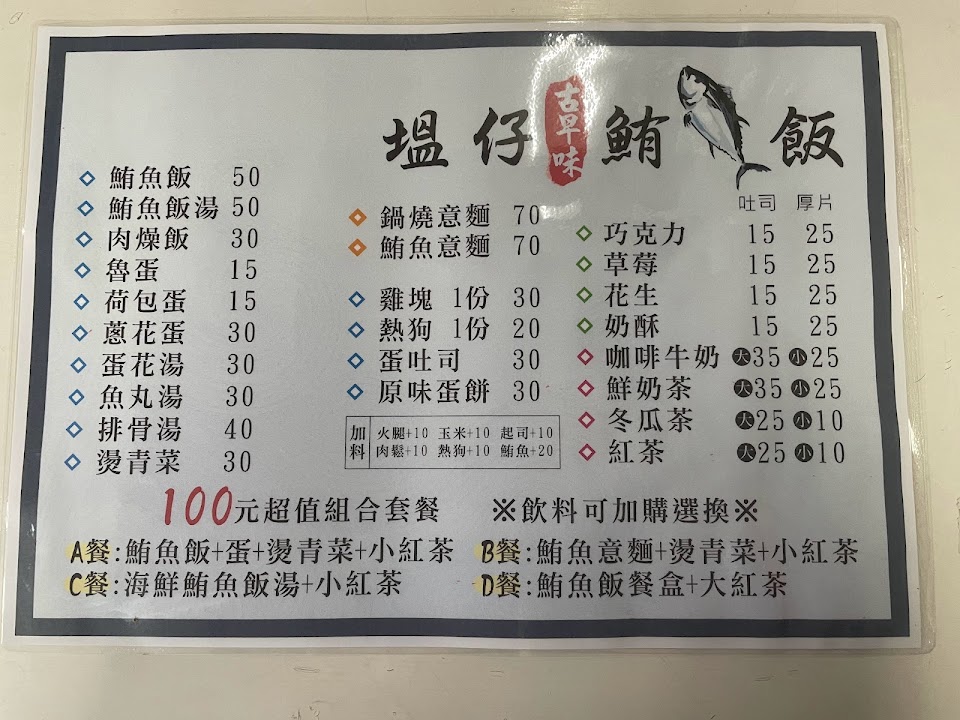 塭仔古早味鮪飯
鮪魚飯 50
鮪魚飯湯 50
肉燥飯 30
魯蛋 15
荷包蛋 15
蔥花蛋 30
蛋花湯 30
魚丸湯 30
排骨湯 40
燙青菜 30
鍋燒意麵 70
鮪魚意麵 70
雞塊 1份 30
熱狗 1份 20
蛋吐司 30
原味蛋餅 30
加料
火腿+10 玉米+10 起司+10
肉鬆+10 熱狗+10 鮪魚+20
吐司 厚片
巧克力 15 25
草莓 15 25
花生 15 25
奶酥 15 25
咖啡牛奶 大35 小25
鮮奶茶 大35 小25
冬瓜茶 大25 小10
紅茶 大25 小10
100元超值組合套餐 ※飲料可加購選換※
A餐:鮪魚飯+蛋+燙青菜+小紅茶 B餐:鮪魚意麵+燙青菜+小紅茶
C餐:海鮮鮪魚飯湯+小紅茶 D餐:鮪魚飯餐盒+大紅茶